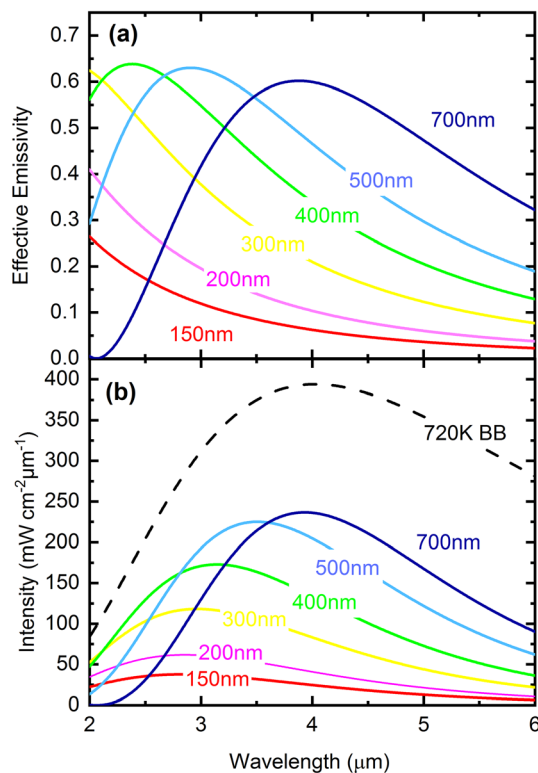 (a)
0.7
0.6
0.5
0.4
0.3
0.2
0.1
0.0
Effective Emissivity
700nm
500nm
400nm
300nm
200nm
150nm
(b)
400
350
300
250
200
150
100
50
0
Intensity (mW cm⁻²µm⁻¹)
720K BB
700nm
500nm
400nm
300nm
200nm
150nm
2 3 4 5 6
Wavelength (µm)